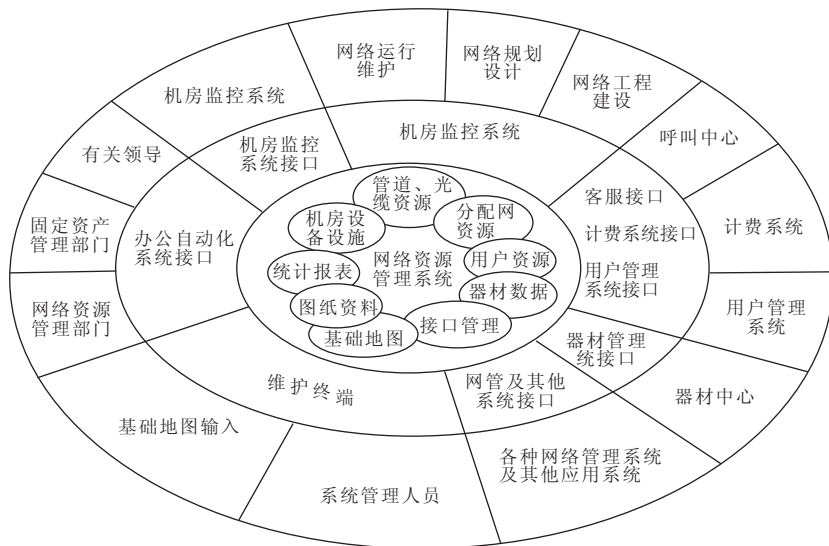 网络运行
维护
网络规划
设计
网络工程
建设
机房监控系统
呼叫中心
有关领导
机房监控
系统接口
机房监控系统
客服接口
计费系统接口
用户管理
系统接口
计费系统
固定资产
管理部门
办公自动化
系统接口
管道、光
缆资源
分配网
资源
机房设
备设施
用户资源
统计报表
网络资源
管理系统
器材数据
图纸资料
接口管理
基础地图
网络资源
管理部门
用户管理
系统
器材管理
统接口
维护终端
网管及其他
系统接口
器材中心
基础地图输入
系统管理人员
各种网络管理系统
及其他应用系统